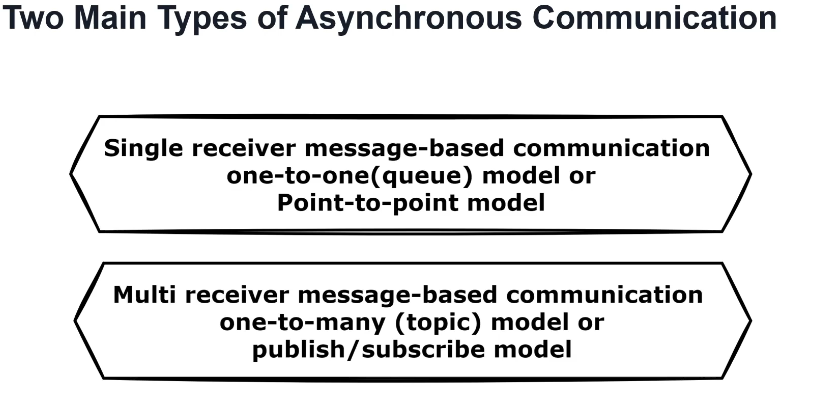 Two Main Types of Asynchronous Communication
Single receiver message-based communication
one-to-one(queue) model or
Point-to-point model
Multi receiver message-based communication
one-to-many (topic) model or
publish/subscribe model